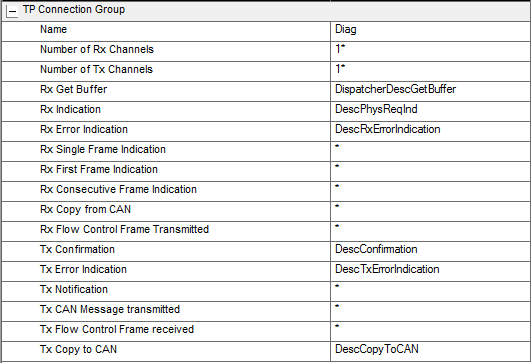 TP Connection Group
Name Diag
Number of Rx Channels 1*
Number of Tx Channels 1*
Rx Get Buffer DispatcherDescGetBuffer
Rx Indication DescPhysReqInd
Rx Error Indication DescRxErrorIndication
Rx Single Frame Indication *
Rx First Frame Indication *
Rx Consecutive Frame Indication *
Rx Copy from CAN *
Rx Flow Control Frame Transmitted *
Tx Confirmation DescConfirmation
Tx Error Indication DescTxErrorIndication
Tx Notification *
Tx CAN Message transmitted *
Tx Flow Control Frame received *
Tx Copy to CAN DescCopyToCAN